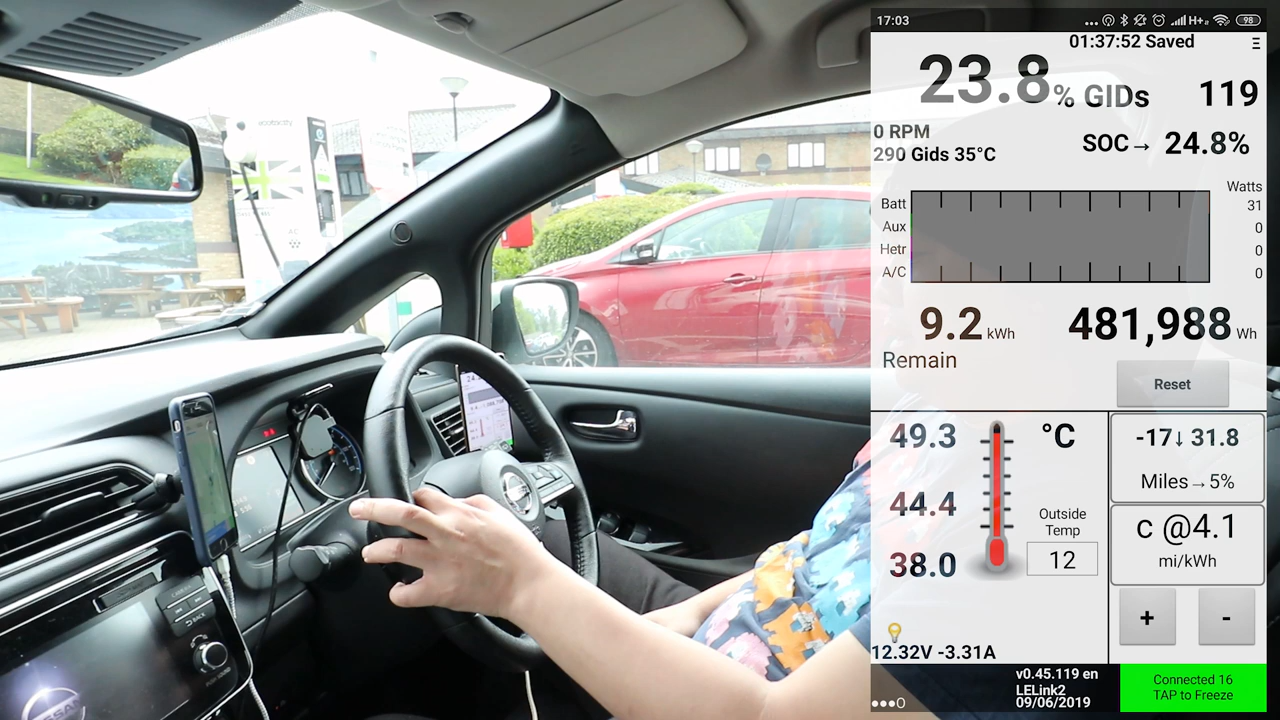 17:03
H+
98
01:37:52 Saved
23.8% GIDs 119
0 RPM
290 Gids 35°C
SOC→ 24.8%
Watts
Batt 31
Aux 0
Hetr 0
A/C 0
9.2 kWh
Remain
481,988 Wh
Reset
49.3
°C
44.4
38.0
Outside
Temp
12
-17↓ 31.8
Miles→5%
C @4.1
mi/kWh
+ -
12.32V -3.31A
v0.45.119 en
LELink2
09/06/2019
Connected 16
TAP to Freeze
BACK
NISSAN